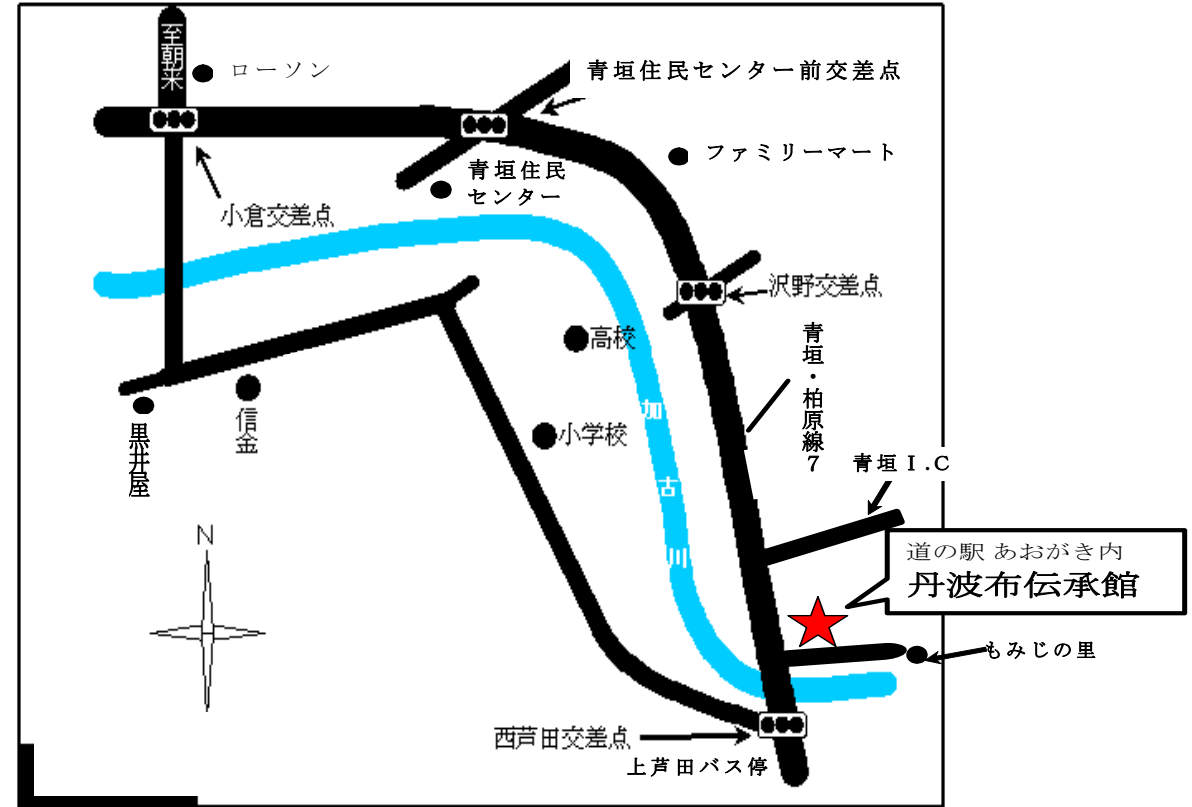 至朝米
ローソン
青垣住民センター前交差点
ファミリーマート
青垣住民
センター
小倉交差点
沢野交差点
高校
青垣・柏原線7
加古川
信金
黒井屋
小学校
青垣I.C
N
道の駅 あおがき内
丹波布伝承館
もみじの里
西芦田交差点
上芦田バス停